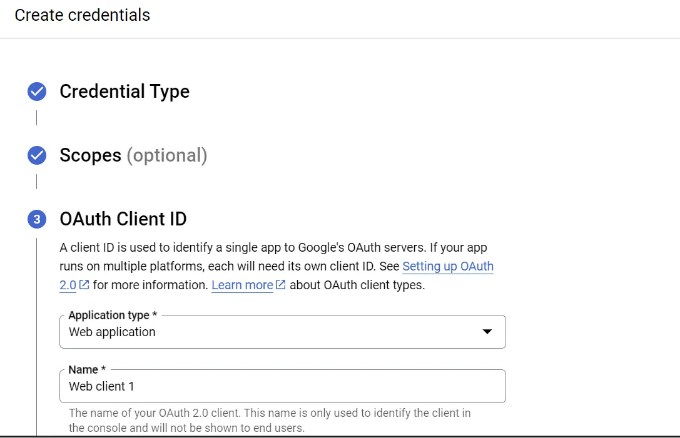 Create credentials
Credential Type
Scopes (optional)
3 OAuth Client ID
A client ID is used to identify a single app to Google's OAuth servers. If your app
runs on multiple platforms, each will need its own client ID. See Setting up OAuth
2.0 for more information. Learn more about OAuth client types.
Application type *
Web application
Name *
Web client 1
The name of your OAuth 2.0 client. This name is only used to identify the client in
the console and will not be shown to end users.